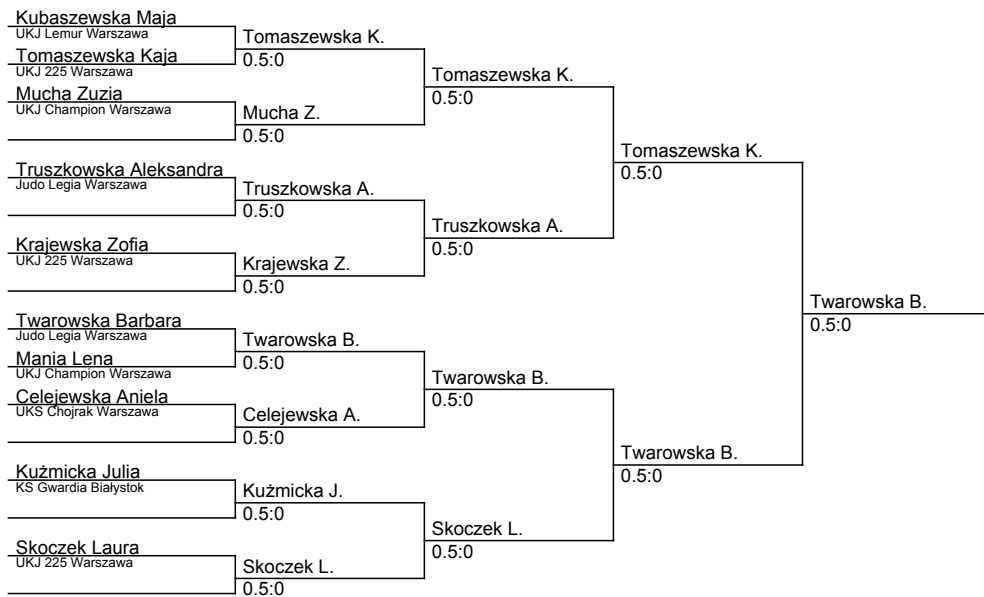 Kubaszewska Maja
UKJ Lemur Warszawa
Tomaszewska Kaja
UKJ 225 Warszawa
Mucha Zuzia
UKJ Champion Warszawa
Truszkowska Aleksandra
Judo Legia Warszawa
Krajewska Zofia
UKJ 225 Warszawa
Twarowska Barbara
Judo Legia Warszawa
Mania Lena
UKJ Champion Warszawa
Celejewska Aniela
UKS Chojrak Warszawa
Kuźmicka Julia
KS Gwardia Białystok
Skoczek Laura
UKJ 225 Warszawa
Tomaszewska K.
0.5:0
Mucha Z.
0.5:0
Truszkowska A.
0.5:0
Krajewska Z.
0.5:0
Twarowska B.
0.5:0
Celejewska A.
0.5:0
Kuźmicka J.
0.5:0
Skoczek L.
0.5:0
Tomaszewska K.
0.5:0
Truszkowska A.
0.5:0
Twarowska B.
0.5:0
Skoczek L.
0.5:0
Tomaszewska K.
0.5:0
Twarowska B.
0.5:0
Twarowska B.
0.5:0